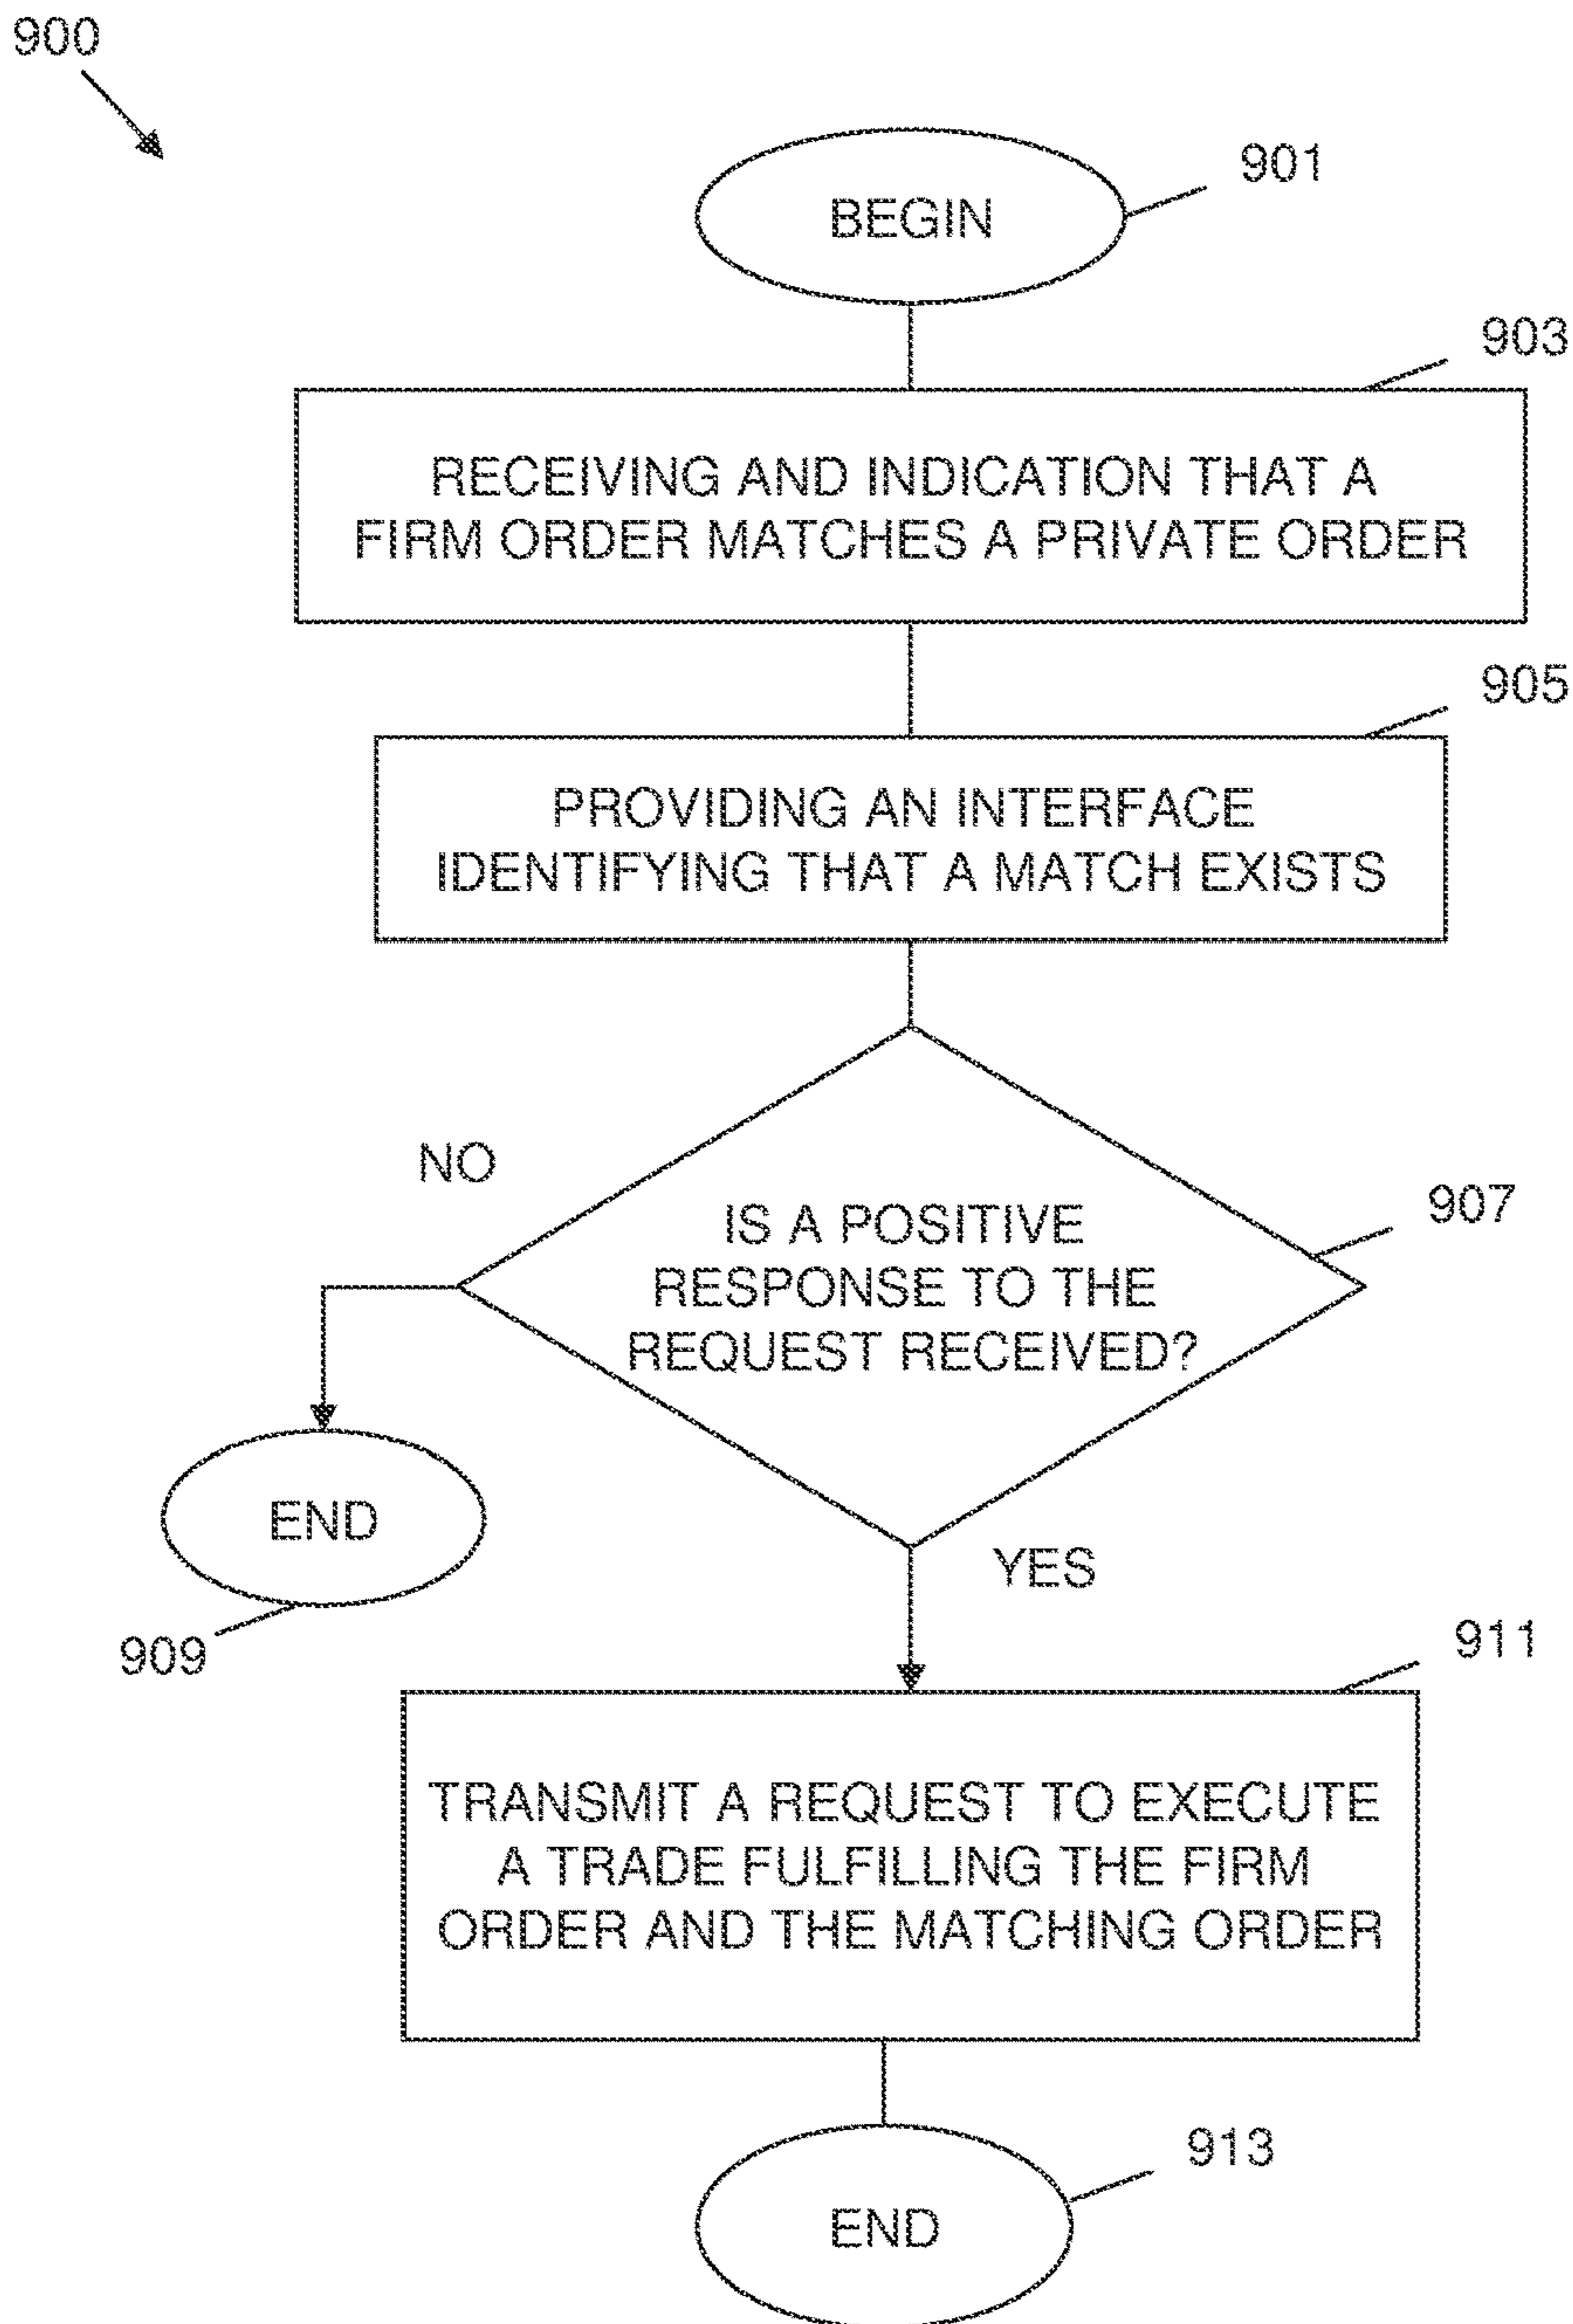 900
901
BEGIN
903
RECEIVING AND INDICATION THAT A
FIRM ORDER MATCHES A PRIVATE ORDER
905
PROVIDING AN INTERFACE
IDENTIFYING THAT A MATCH EXISTS
NO
907
IS A POSITIVE
RESPONSE TO THE
REQUEST RECEIVED?
END
909
YES
911
TRANSMIT A REQUEST TO EXECUTE
A TRADE FULFILLING THE FIRM
ORDER AND THE MATCHING ORDER
913
END